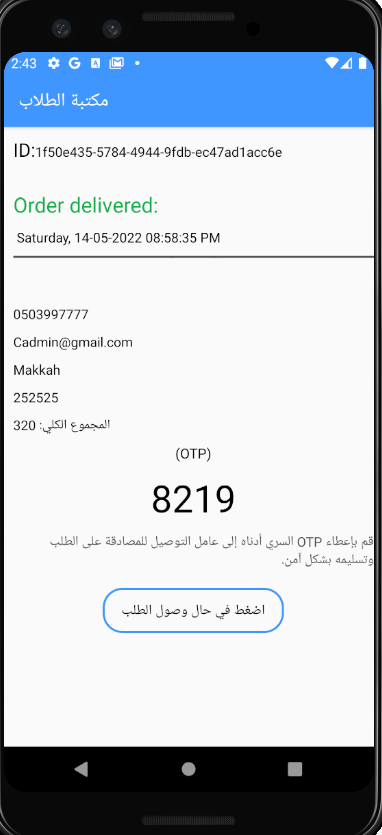 2:43
مكتبة الطلاب
ID:1f50e435-5784-4944-9fdb-ec47ad1acc6e
Order delivered:
Saturday, 14-05-2022 08:58:35 PM
0503997777
Cadmin@gmail.com
Makkah
252525
المجموع الكلي: 320
(OTP)
8219
قم بإعطاء OTP السري أدناه إلى عامل التوصيل للمصادقة على الطلب
وتسليمه بشكل آمن.
اضغط في حال وصول الطلب